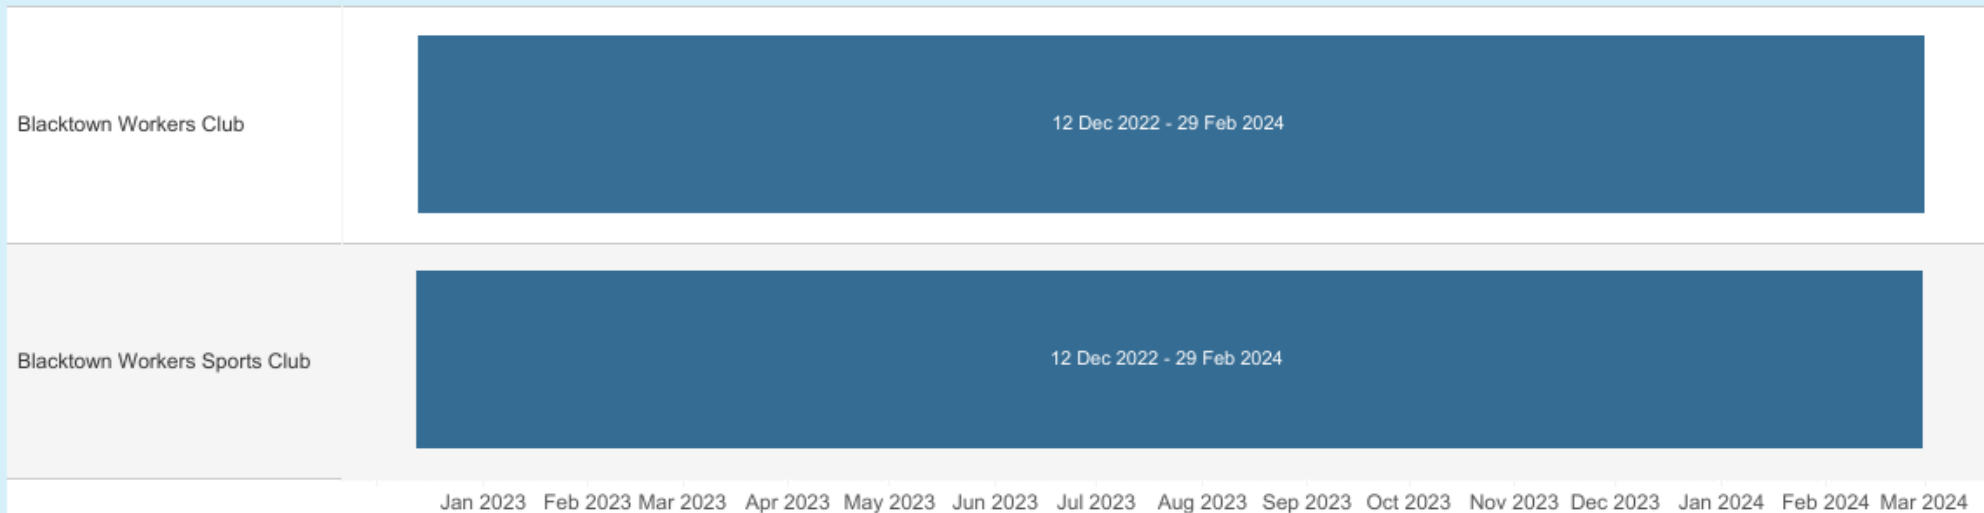 Blacktown Workers Club
12 Dec 2022 - 29 Feb 2024
Blacktown Workers Sports Club
12 Dec 2022 - 29 Feb 2024
Jan 2023 Feb 2023 Mar 2023 Apr 2023 May 2023 Jun 2023 Jul 2023 Aug 2023 Sep 2023 Oct 2023 Nov 2023 Dec 2023 Jan 2024 Feb 2024 Mar 2024